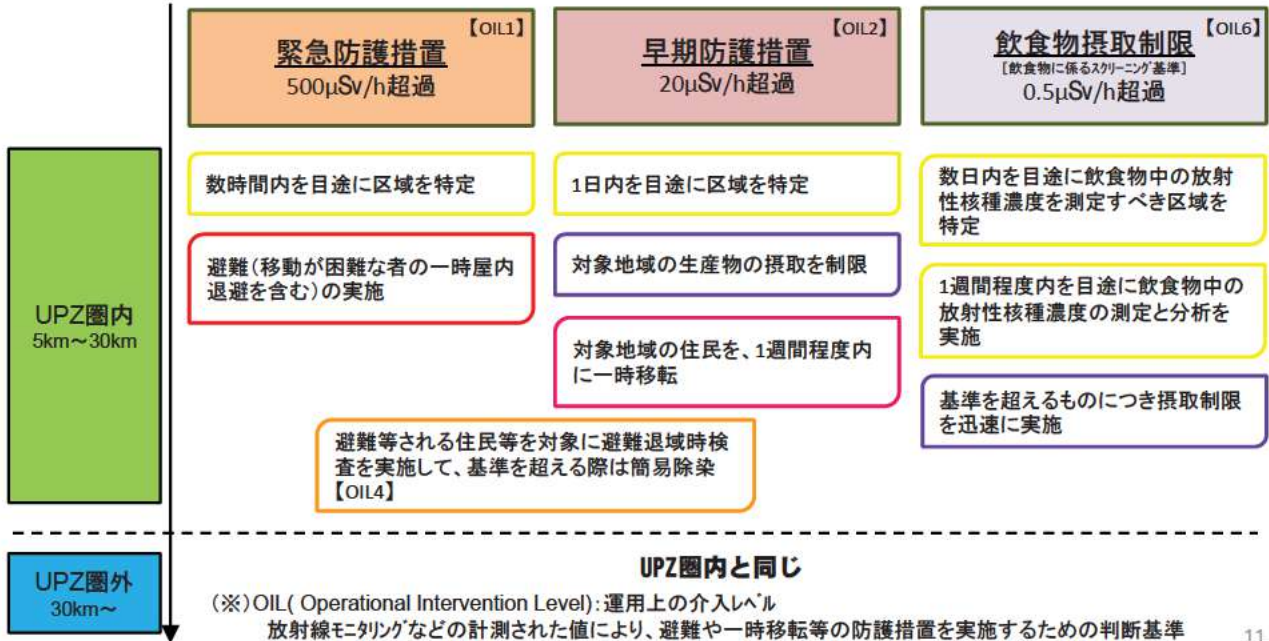 【OIL1】
緊急防護措置
500μSv/h超過
【OIL2】
早期防護措置
20μSv/h超過
【OIL6】
飲食物摂取制限
[飲食物に係るスクリーニング基準]
0.5μSv/h超過
UPZ圏内
5km～30km
数時間内を目途に区域を特定
避難(移動が困難な者の一時屋内
退避を含む)の実施
1日内を目途に区域を特定
対象地域の生産物の摂取を制限
対象地域の住民を、1週間程度内
に一時移転
避難等される住民等を対象に避難退域時検
査を実施して、基準を超える際は簡易除染
【OIL4】
数日内を目途に飲食物中の放射
性核種濃度を測定すべき区域を
特定
1週間程度内を目途に飲食物中の
放射性核種濃度の測定と分析を
実施
基準を超えるものにつき摂取制限
を迅速に実施
UPZ圏外
30km～
UPZ圏内と同じ
(※)OIL( Operational Intervention Level):運用上の介入レベル
放射線モニタリングなどの計測された値により、避難や一時移転等の防護措置を実施するための判断基準
11